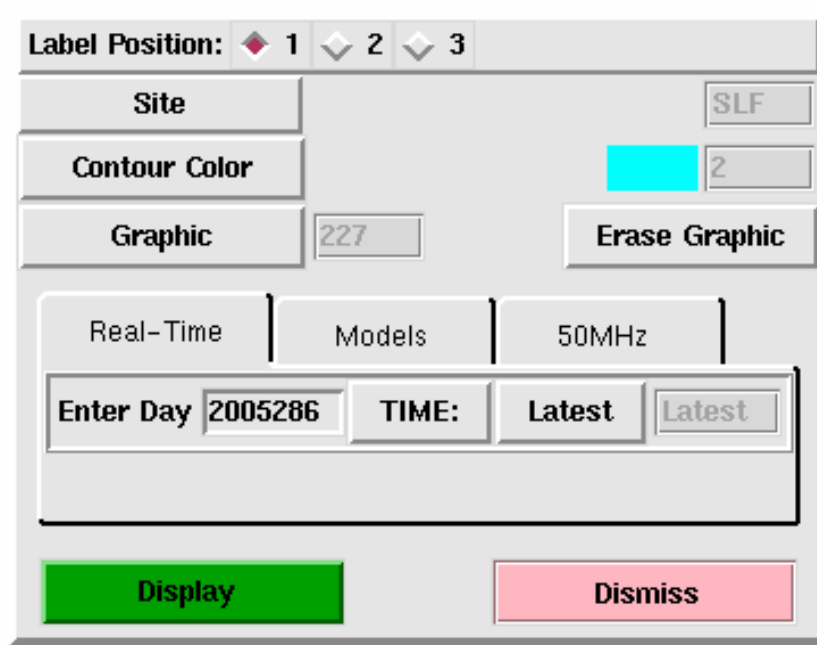 Label Position: 1 2 3
Site SLF
Contour Color 2
Graphic 227 Erase Graphic
Real-Time Models 50MHz
Enter Day 2005286 TIME: Latest Latest
Display Dismiss